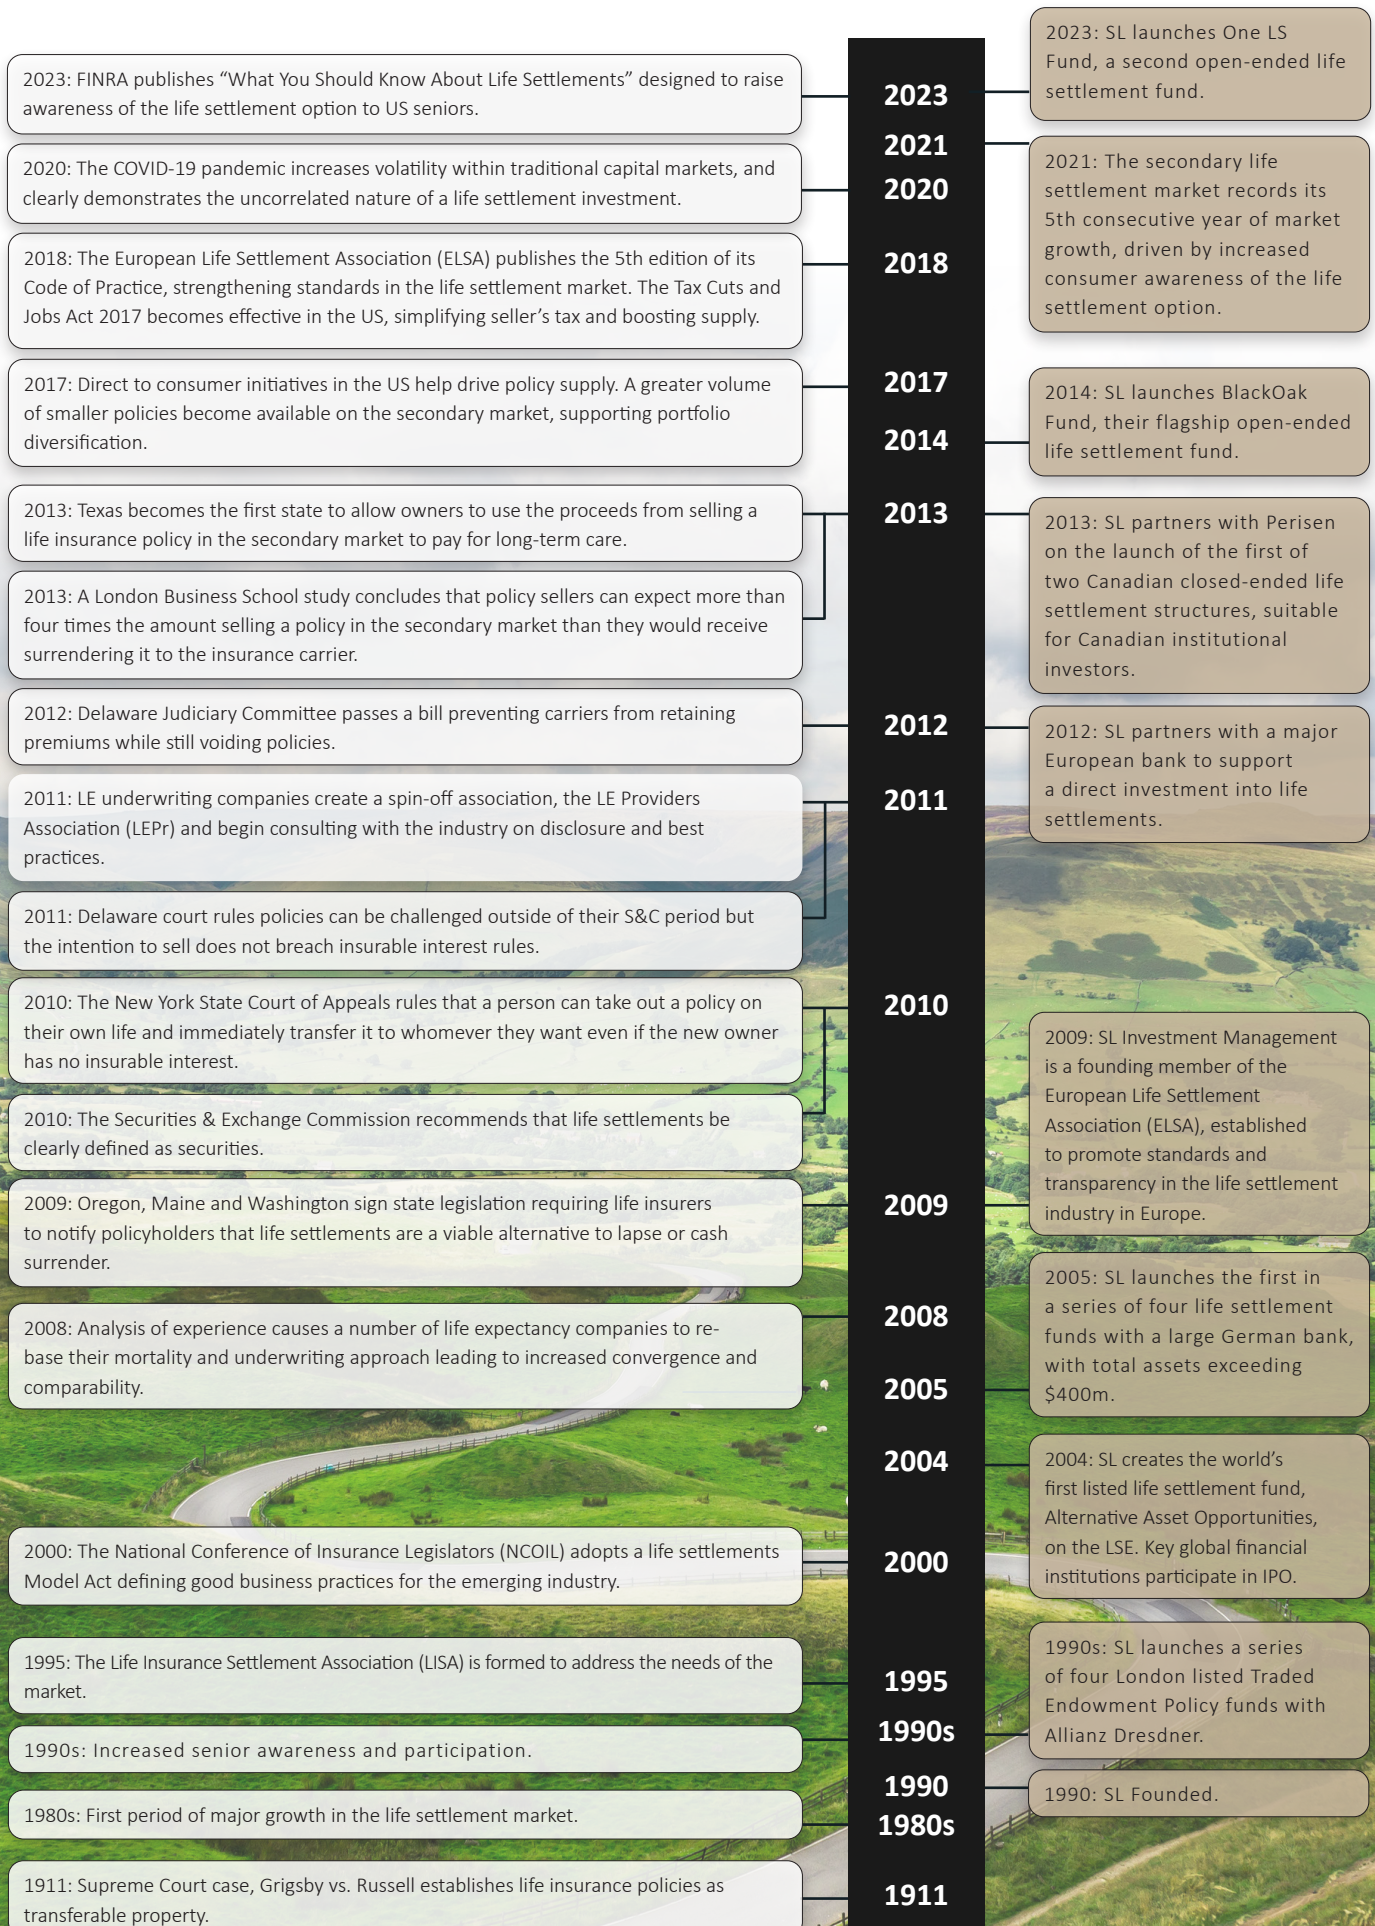 2023: FINRA publishes “What You Should Know About Life Settlements” designed to raise
awareness of the life settlement option to US seniors.
2020: The COVID-19 pandemic increases volatility within traditional capital markets, and
clearly demonstrates the uncorrelated nature of a life settlement investment.
2018: The European Life Settlement Association (ELSA) publishes the 5th edition of its
Code of Practice, strengthening standards in the life settlement market. The Tax Cuts and
Jobs Act 2017 becomes effective in the US, simplifying seller’s tax and boosting supply.
2017: Direct to consumer initiatives in the US help drive policy supply. A greater volume
of smaller policies become available on the secondary market, supporting portfolio
diversification.
2013: Texas becomes the first state to allow owners to use the proceeds from selling a
life insurance policy in the secondary market to pay for long-term care.
2013: A London Business School study concludes that policy sellers can expect more than
four times the amount selling a policy in the secondary market than they would receive
surrendering it to the insurance carrier.
2012: Delaware Judiciary Committee passes a bill preventing carriers from retaining
premiums while still voiding policies.
2011: LE underwriting companies create a spin-off association, the LE Providers
Association (LEPr) and begin consulting with the industry on disclosure and best
practices.
2011: Delaware court rules policies can be challenged outside of their S&C period but
the intention to sell does not breach insurable interest rules.
2010: The New York State Court of Appeals rules that a person can take out a policy on
their own life and immediately transfer it to whomever they want even if the new owner
has no insurable interest.
2010: The Securities & Exchange Commission recommends that life settlements be
clearly defined as securities.
2009: Oregon, Maine and Washington sign state legislation requiring life insurers
to notify policyholders that life settlements are a viable alternative to lapse or cash
surrender.
2008: Analysis of experience causes a number of life expectancy companies to re-
base their mortality and underwriting approach leading to increased convergence and
comparability.
2000: The National Conference of Insurance Legislators (NCOIL) adopts a life settlements
Model Act defining good business practices for the emerging industry.
1995: The Life Insurance Settlement Association (LISA) is formed to address the needs of the
market.
1990s: Increased senior awareness and participation.
1980s: First period of major growth in the life settlement market.
1911: Supreme Court case, Grigsby vs. Russell establishes life insurance policies as
transferable property.
2023
2021
2020
2018
2017
2014
2013
2012
2011
2010
2009
2008
2005
2004
2000
1995
1990s
1990
1980s
1911
2023: SL launches One LS
Fund, a second open-ended life
settlement fund.
2021: The secondary life
settlement market records its
5th consecutive year of market
growth, driven by increased
consumer awareness of the life
settlement option.
2014: SL launches BlackOak
Fund, their flagship open-ended
life settlement fund.
2013: SL partners with Perisen
on the launch of the first of
two Canadian closed-ended life
settlement structures, suitable
for Canadian institutional
investors.
2012: SL partners with a major
European bank to support
a direct investment into life
settlements.
2009: SL Investment Management
is a founding member of the
European Life Settlement
Association (ELSA), established
to promote standards and
transparency in the life settlement
industry in Europe.
2005: SL launches the first in
a series of four life settlement
funds with a large German bank,
with total assets exceeding
$400m.
2004: SL creates the world’s
first listed life settlement fund,
Alternative Asset Opportunities,
on the LSE. Key global financial
institutions participate in IPO.
1990s: SL launches a series
of four London listed Traded
Endowment Policy funds with
Allianz Dresdner.
1990: SL Founded.